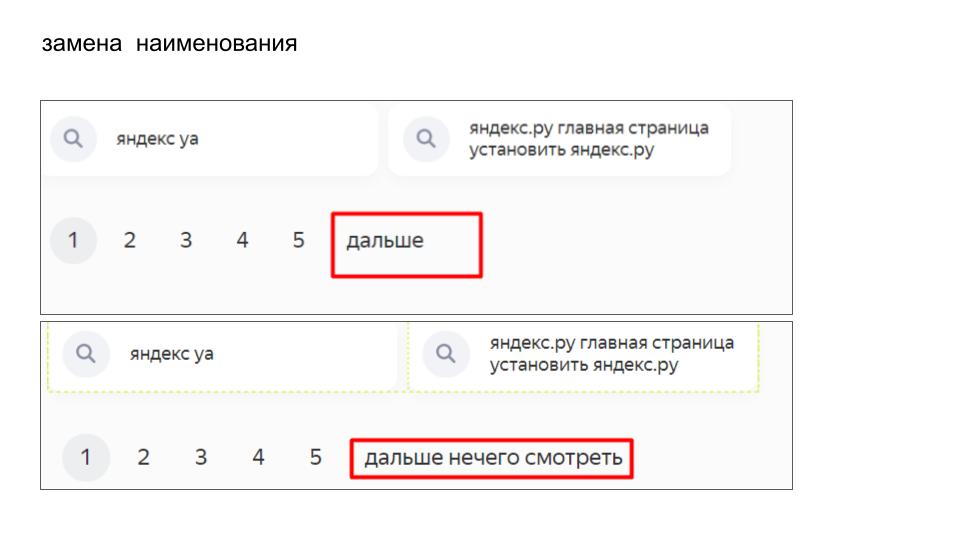 замена наименования
яндекс уа
яндекс.ру главная страница
установить яндекс.ру
1 2 3 4 5 дальше
яндекс уа
яндекс.ру главная страница
установить яндекс.ру
1 2 3 4 5 дальше нечего смотреть